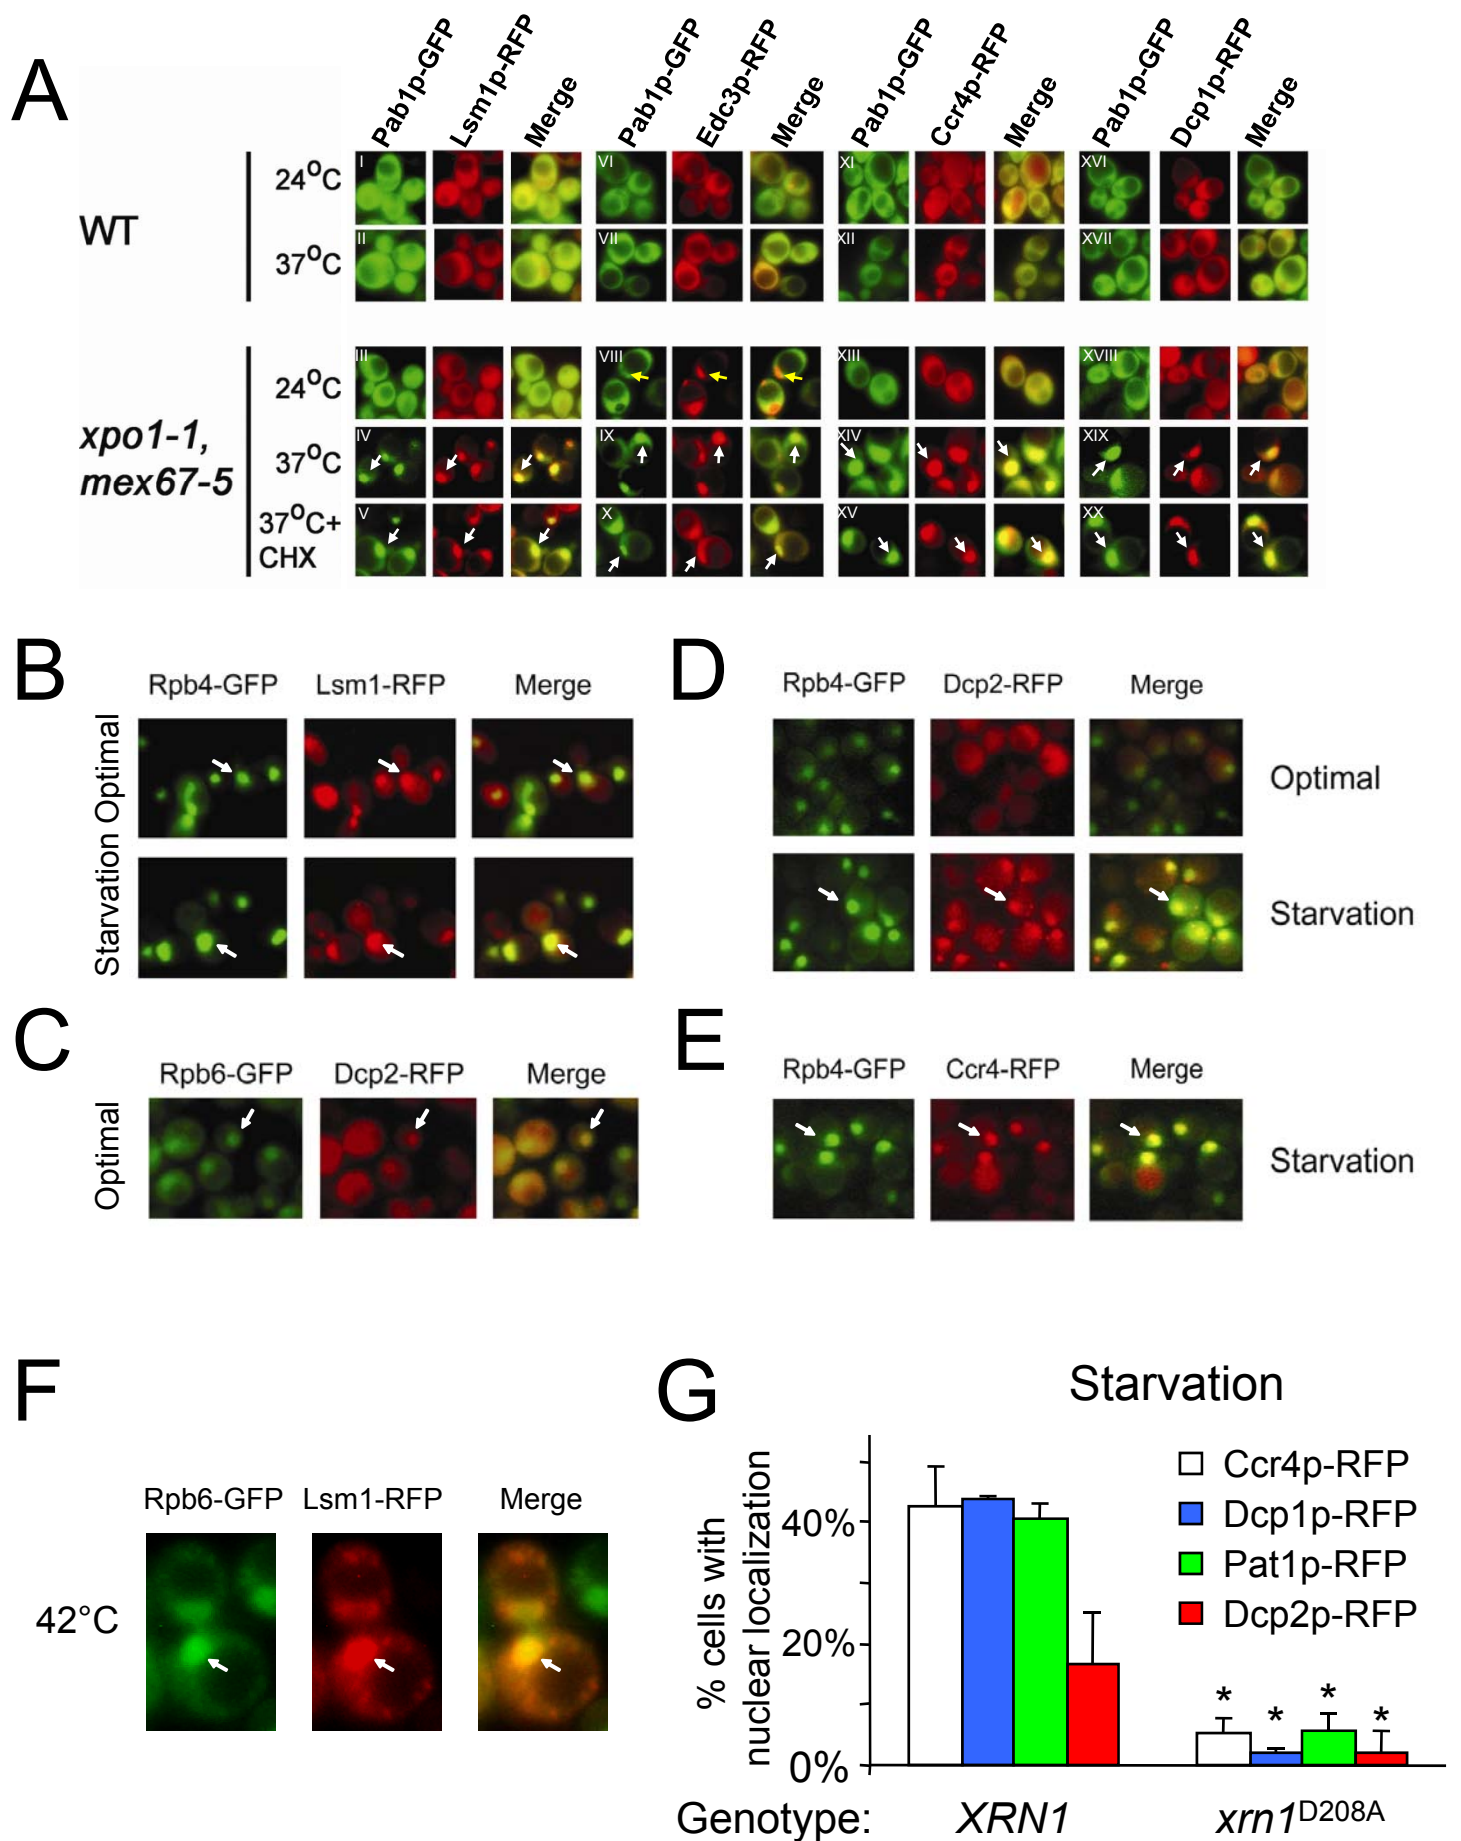 A
Pab1p-GFP Lsm1p-RFP Merge Pab1p-GFP Edc3p-RFP Merge Pab1p-GFP Ccr4p-RFP Merge Pab1p-GFP Dcp1p-RFP Merge
WT
24°C I VI XI XVI
37°C II VII XII XVII
xpo1-1,
mex67-5
24°C III VIII XIII XVIII
37°C IV IX XIV XIX
37°C+
CHX
V X XV XX
B
Rpb4-GFP Lsm1-RFP Merge
Optimal
Starvation
D
Rpb4-GFP Dcp2-RFP Merge
Optimal
Starvation
C
Rpb6-GFP Dcp2-RFP Merge
Optimal
E
Rpb4-GFP Ccr4-RFP Merge
Starvation
F
Rpb6-GFP Lsm1-RFP Merge
42°C
G
Starvation
% cells with
nuclear localization
40%
20%
0%
Ccr4p-RFP
Dcp1p-RFP
Pat1p-RFP
Dcp2p-RFP
* * * *
Genotype: XRN1 xrn1D208A